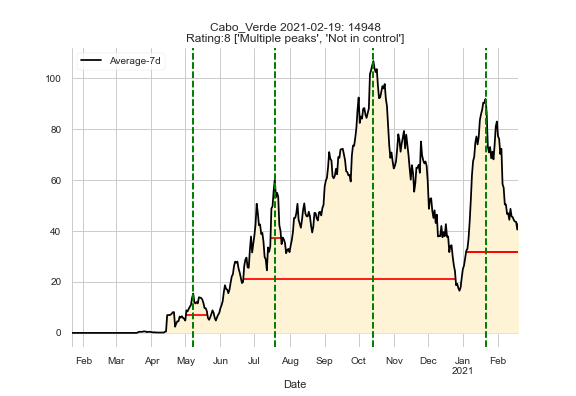 Cabo_Verde 2021-02-19: 14948
Rating:8 ['Multiple peaks', 'Not in control']
Average-7d
100
80
60
40
20
0
Feb Mar Apr May Jun Jul Aug Sep Oct Nov Dec Jan Feb
2021
Date